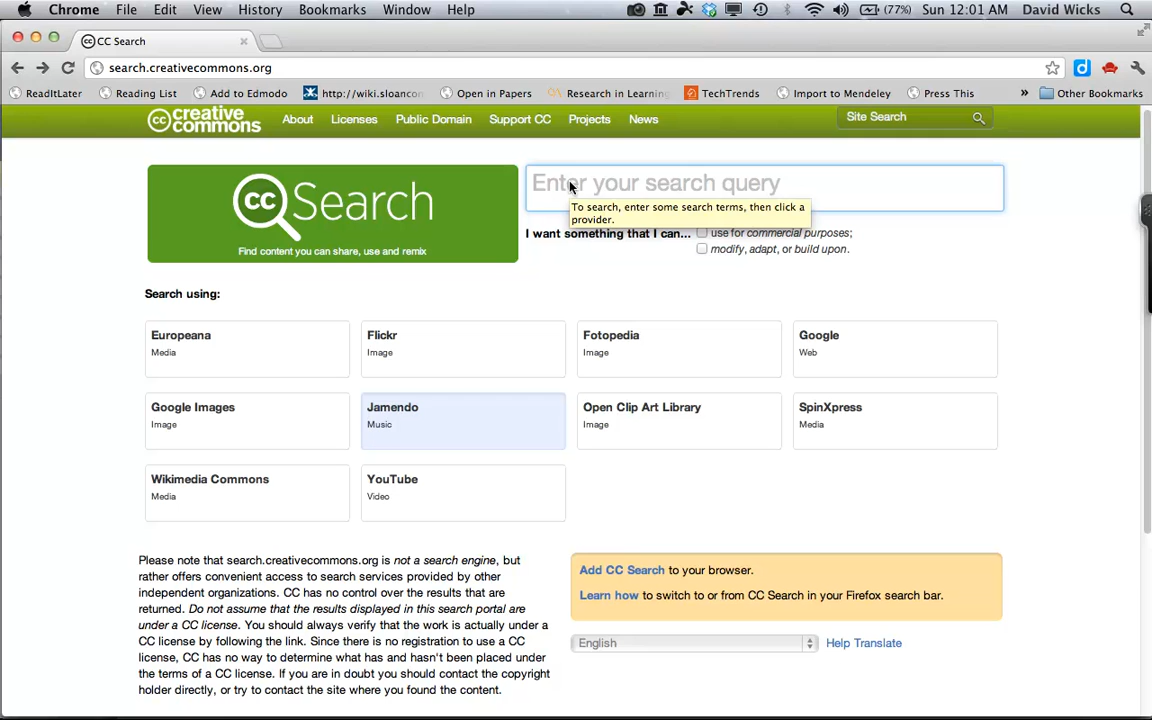 Chrome File Edit View History Bookmarks Window Help (77%) Sun 12:01 AM David Wicks
CC Search
search.creativecommons.org
ReadItLater Reading List Add to Edmodo http://wiki.sloancon Open in Papers Research in Learning TechTrends Import to Mendeley Press This » Other Bookmarks
cc creative commons About Licenses Public Domain Support CC Projects News Site Search
cc Search
Find content you can share, use and remix
Enter your search query
To search, enter some search terms, then click a
provider.
I want something that I can... use for commercial purposes;
modify, adapt, or build upon.
Search using:
Europeana
Media
Flickr
Image
Fotopedia
Image
Google
Web
Google Images
Image
Jamendo
Music
Open Clip Art Library
Image
SpinXpress
Media
Wikimedia Commons
Media
YouTube
Video
Please note that search.creativecommons.org is not a search engine, but
rather offers convenient access to search services provided by other
independent organizations. CC has no control over the results that are
returned. Do not assume that the results displayed in this search portal are
under a CC license. You should always verify that the work is actually under a
CC license by following the link. Since there is no registration to use a CC
license, CC has no way to determine what has and hasn't been placed under
the terms of a CC license. If you are in doubt you should contact the copyright
holder directly, or try to contact the site where you found the content.
Add CC Search to your browser.
Learn how to switch to or from CC Search in your Firefox search bar.
English Help Translate